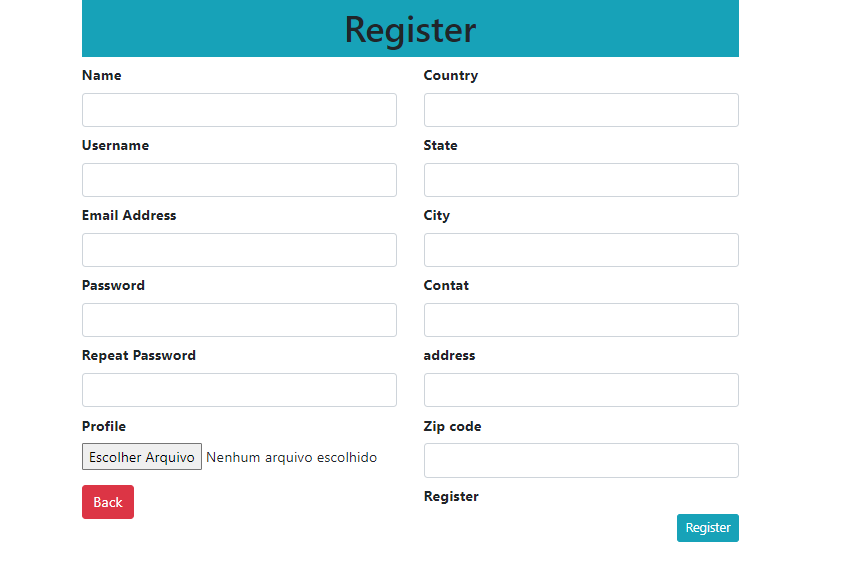 Register
Name
Country
Username
State
Email Address
City
Password
Contat
Repeat Password
address
Profile
Zip code
Escolher Arquivo Nenhum arquivo escolhido
Back
Register
Register